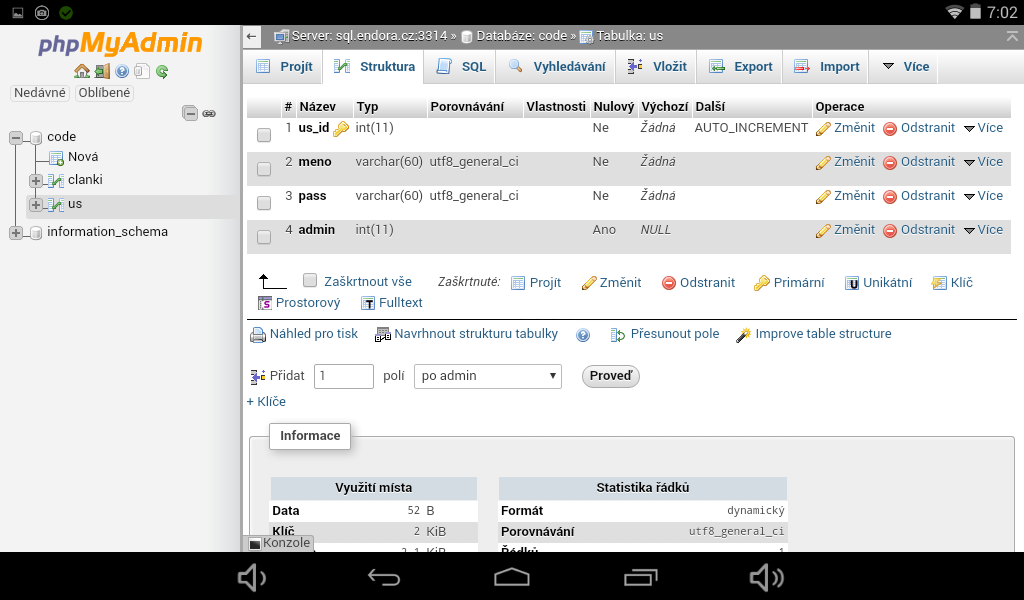 7:02
phpMyAdmin
Nedávné Oblíbené
code
Nová
clanki
us
information_schema
Server: sql.endora.cz:3314 » Databáze: code » Tabulka: us
Projít Struktura SQL Vyhledávání Vložit Export Import Více
# Název Typ Porovnávání Vlastnosti Nulový Výchozí Další Operace
1 us_id int(11) Ne Žádná AUTO_INCREMENT Změnit Odstranit Více
2 meno varchar(60) utf8_general_ci Ne Žádná Změnit Odstranit Více
3 pass varchar(60) utf8_general_ci Ne Žádná Změnit Odstranit Více
4 admin int(11) Ano NULL Změnit Odstranit Více
Zaškrtnout vše Zaškrtnuté: Projít Změnit Odstranit Primární Unikátní Klíč
Prostorový Fulltext
Náhled pro tisk Navrhnout strukturu tabulky Přesunout pole Improve table structure
Přidat 1 polí po admin Proveď
+ Klíče
Informace
Využití místa
Data 52 B
Klíč 2 KiB
2.1 KiB
Statistika řádků
Formát dynamický
Porovnávání utf8_general_ci
Řádků 1
Konzole